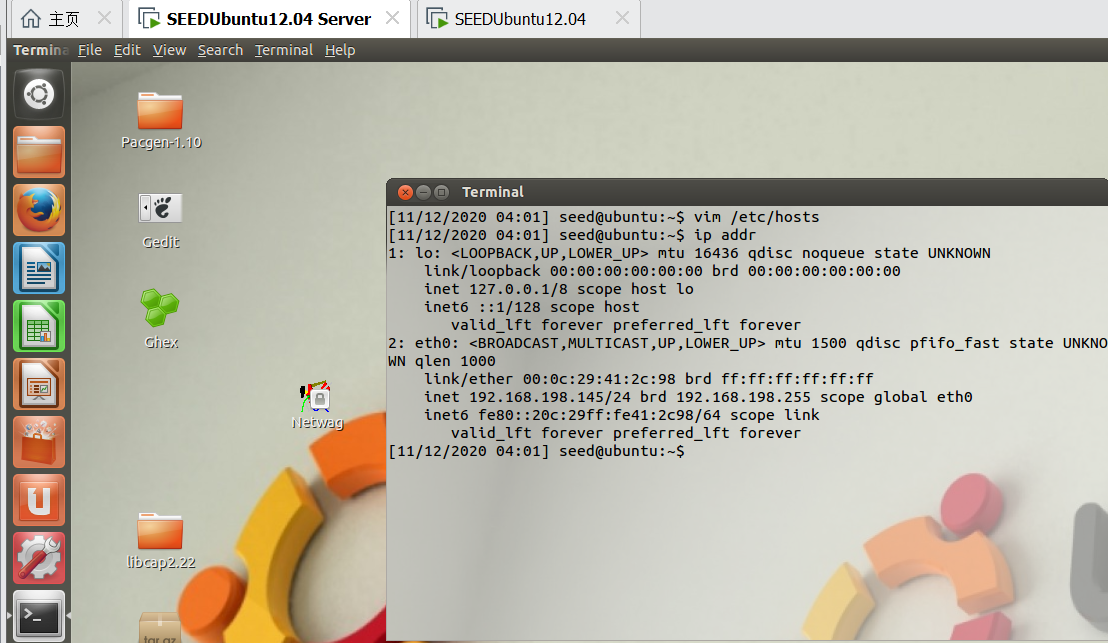 主页
SEEDUbuntu12.04 Server
SEEDUbuntu12.04
Termina File Edit View Search Terminal Help
Pacgen-1.10
Gedit
Ghex
Netwag
libcap2.22
tar.gz
Terminal
[11/12/2020 04:01] seed@ubuntu:~$ vim /etc/hosts
[11/12/2020 04:01] seed@ubuntu:~$ ip addr
1: lo: <LOOPBACK,UP,LOWER_UP> mtu 16436 qdisc noqueue state UNKNOWN
    link/loopback 00:00:00:00:00:00 brd 00:00:00:00:00:00
    inet 127.0.0.1/8 scope host lo
    inet6 ::1/128 scope host
       valid_lft forever preferred_lft forever
2: eth0: <BROADCAST,MULTICAST,UP,LOWER_UP> mtu 1500 qdisc pfifo_fast state UNKNO
WN qlen 1000
    link/ether 00:0c:29:41:2c:98 brd ff:ff:ff:ff:ff:ff
    inet 192.168.198.145/24 brd 192.168.198.255 scope global eth0
    inet6 fe80::20c:29ff:fe41:2c98/64 scope link
       valid_lft forever preferred_lft forever
[11/12/2020 04:01] seed@ubuntu:~$